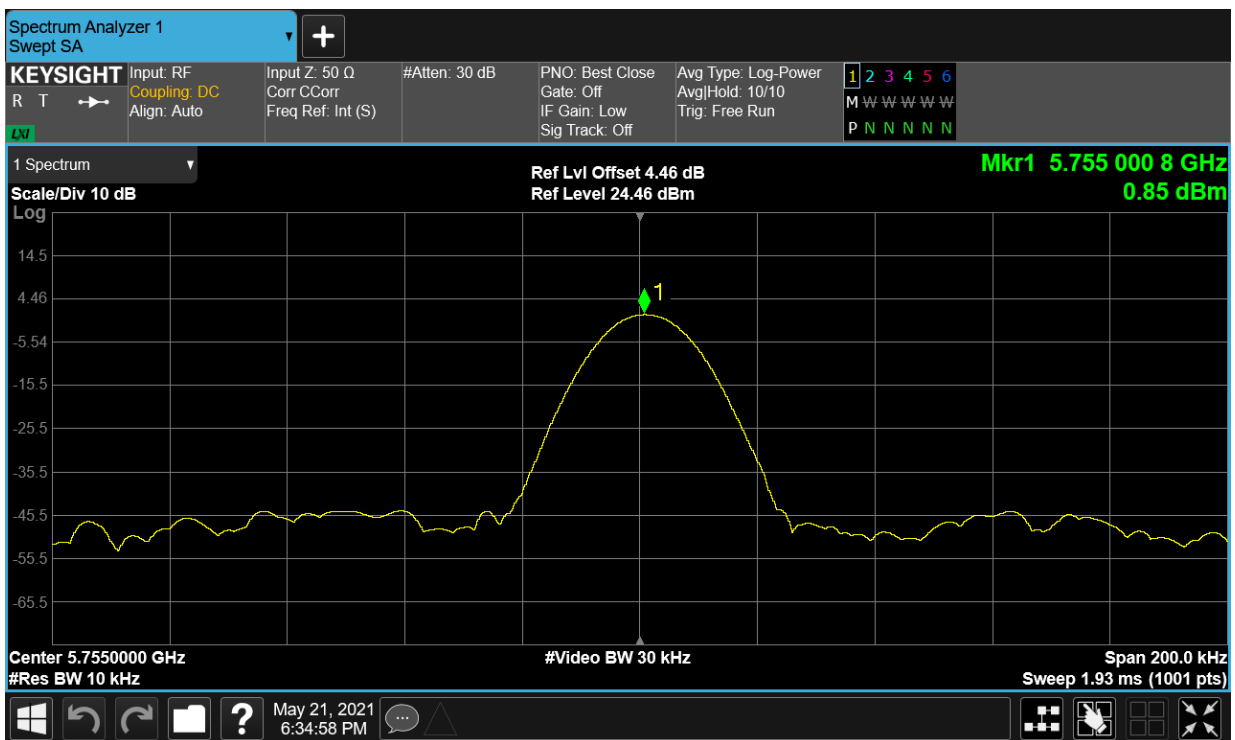 Spectrum Analyzer 1
Swept SA
KEYSIGHT
R T
LXI
Input: RF
Coupling: DC
Align: Auto
Input Z: 50 Ω
Corr CCorr
Freq Ref: Int (S)
#Atten: 30 dB
PNO: Best Close
Gate: Off
IF Gain: Low
Sig Track: Off
Avg Type: Log-Power
Avg|Hold: 10/10
Trig: Free Run
1 2 3 4 5 6
M W W W W W
P N N N N N
1 Spectrum
Scale/Div 10 dB
Log
Ref Lvl Offset 4.46 dB
Ref Level 24.46 dBm
Mkr1 5.755 000 8 GHz
0.85 dBm
14.5
4.46
1
-5.54
-15.5
-25.5
-35.5
-45.5
-55.5
-65.5
Center 5.7550000 GHz
#Video BW 30 kHz
Span 200.0 kHz
#Res BW 10 kHz
Sweep 1.93 ms (1001 pts)
?
May 21, 2021
6:34:58 PM